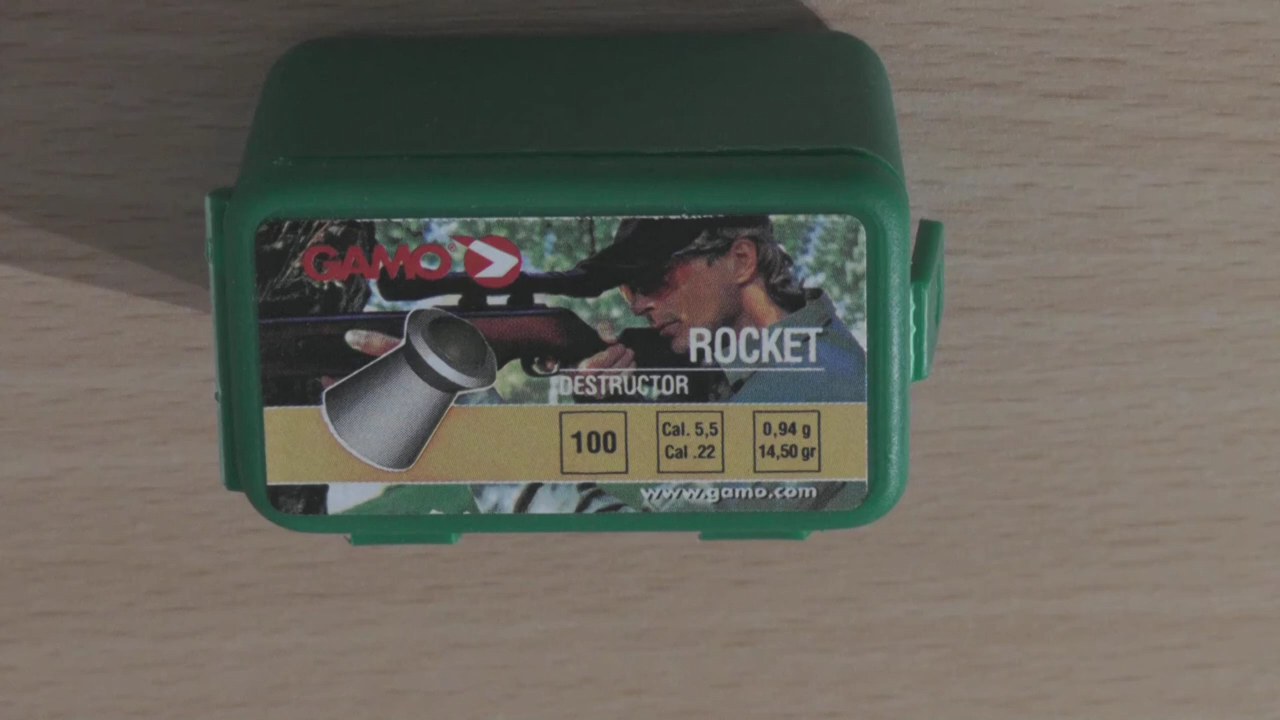 GAMO®
ROCKET
DESTRUCTOR
100
Cal. 5,5
Cal .22
0,94 g
14,50 gr
www.gamo.com